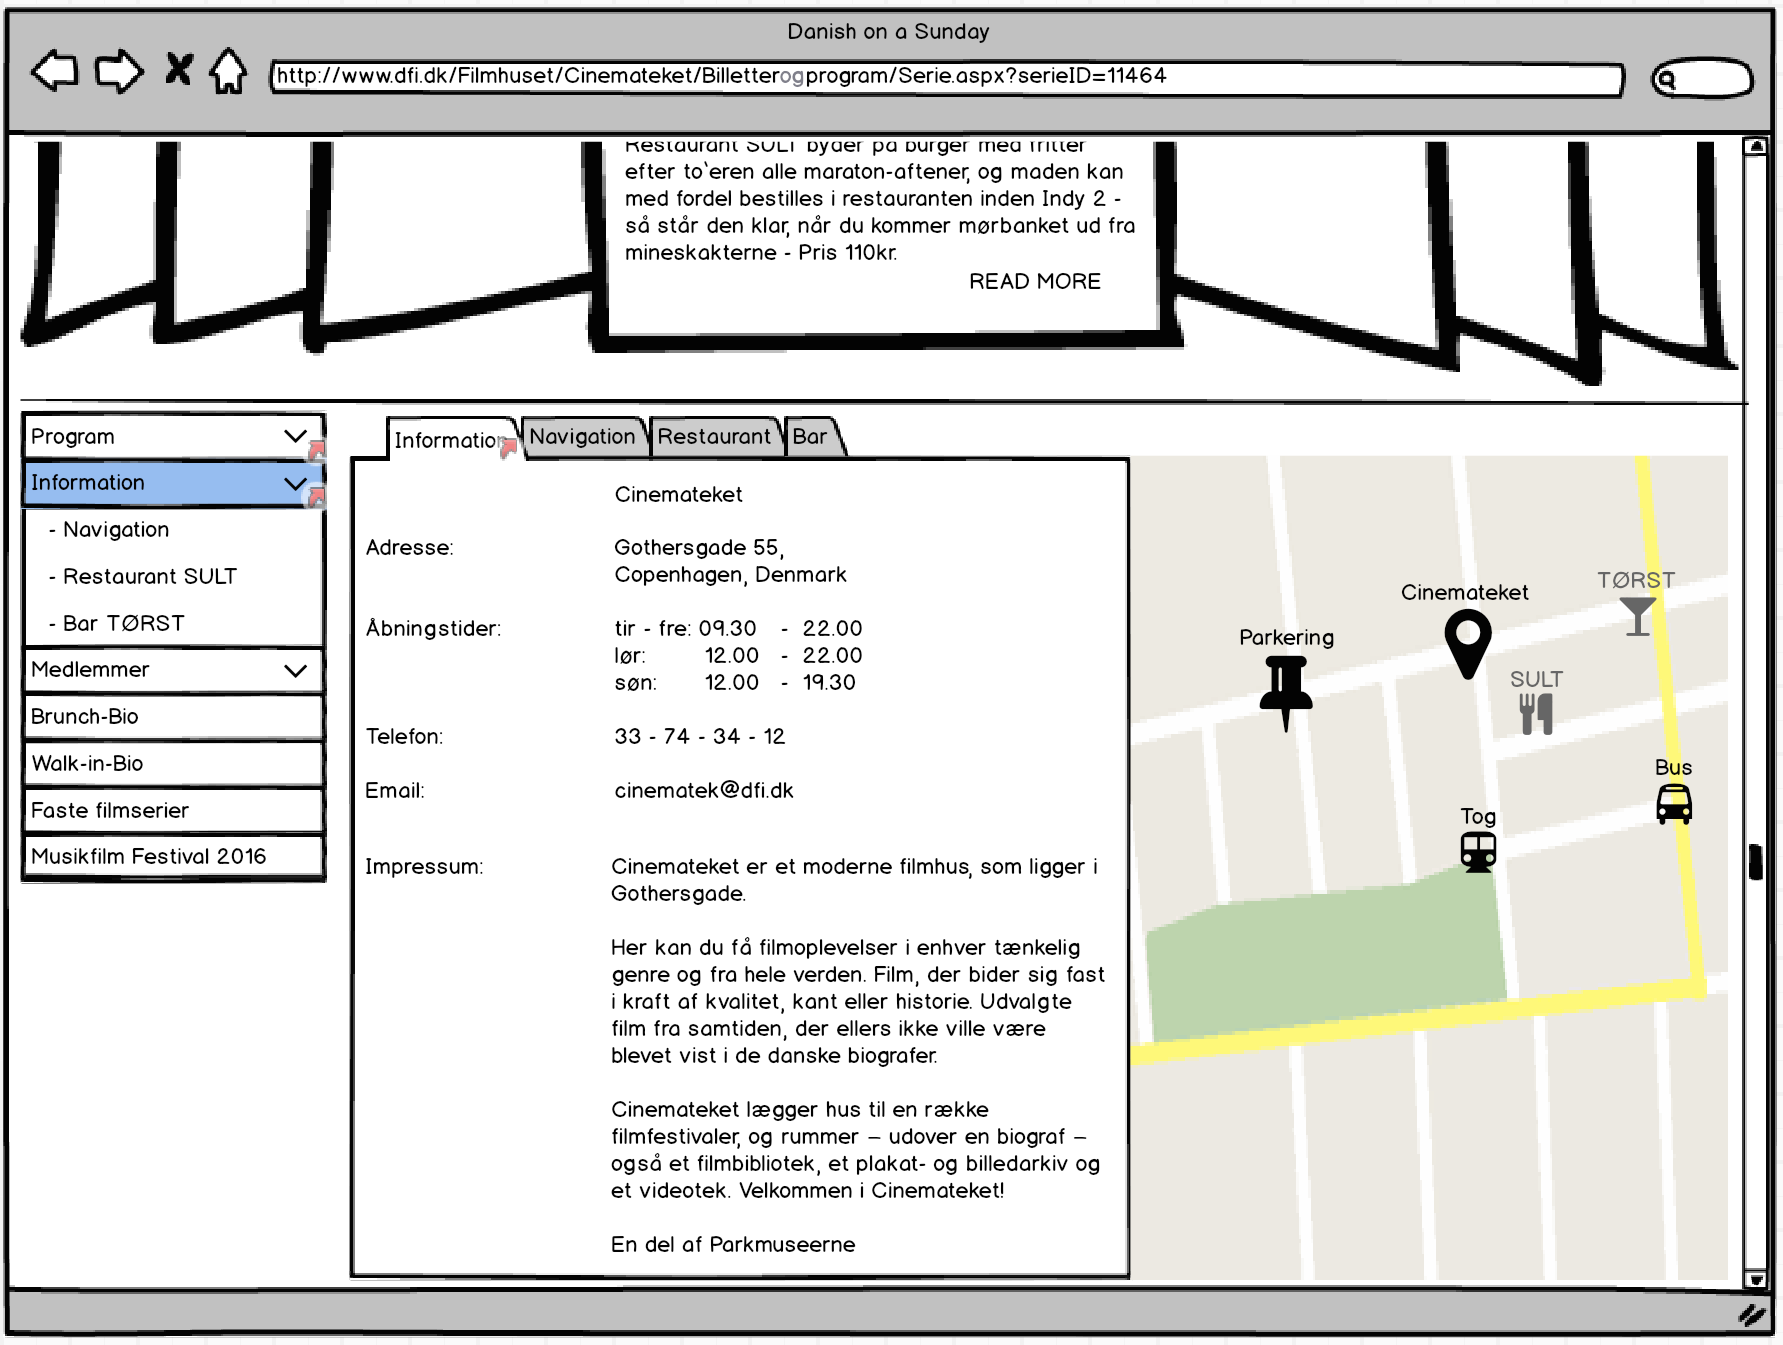 Danish on a Sunday
http://www.dfi.dk/Filmhuset/Cinemateket/Billetterogprogram/Serie.aspx?serieID=11464
Restaurant SULT byder på burger med fritter
efter to`eren alle maraton-aftener, og maden kan
med fordel bestilles i restauranten inden Indy 2 -
så står den klar, når du kommer mørbanket ud fra
mineskakterne - Pris 110kr.
READ MORE
Program
Information
- Navigation
- Restaurant SULT
- Bar TØRST
Medlemmer
Brunch-Bio
Walk-in-Bio
Faste filmserier
Musikfilm Festival 2016
Information Navigation Restaurant Bar
Cinemateket
Adresse: Gothersgade 55,
Copenhagen, Denmark
Åbningstider: tir - fre: 09.30 - 22.00
lør: 12.00 - 22.00
søn: 12.00 - 19.30
Telefon: 33 - 74 - 34 - 12
Email: cinematek@dfi.dk
Impressum: Cinemateket er et moderne filmhus, som ligger i
Gothersgade.
Her kan du få filmoplevelser i enhver tænkelig
genre og fra hele verden. Film, der bider sig fast
i kraft af kvalitet, kant eller historie. Udvalgte
film fra samtiden, der ellers ikke ville være
blevet vist i de danske biografer.
Cinemateket lægger hus til en række
filmfestivaler, og rummer – udover en biograf –
også et filmbibliotek, et plakat- og billedarkiv og
et videotek. Velkommen i Cinemateket!
En del af Parkmuseerne
TØRST
Cinemateket
Parkering
SULT
Bus
Tog